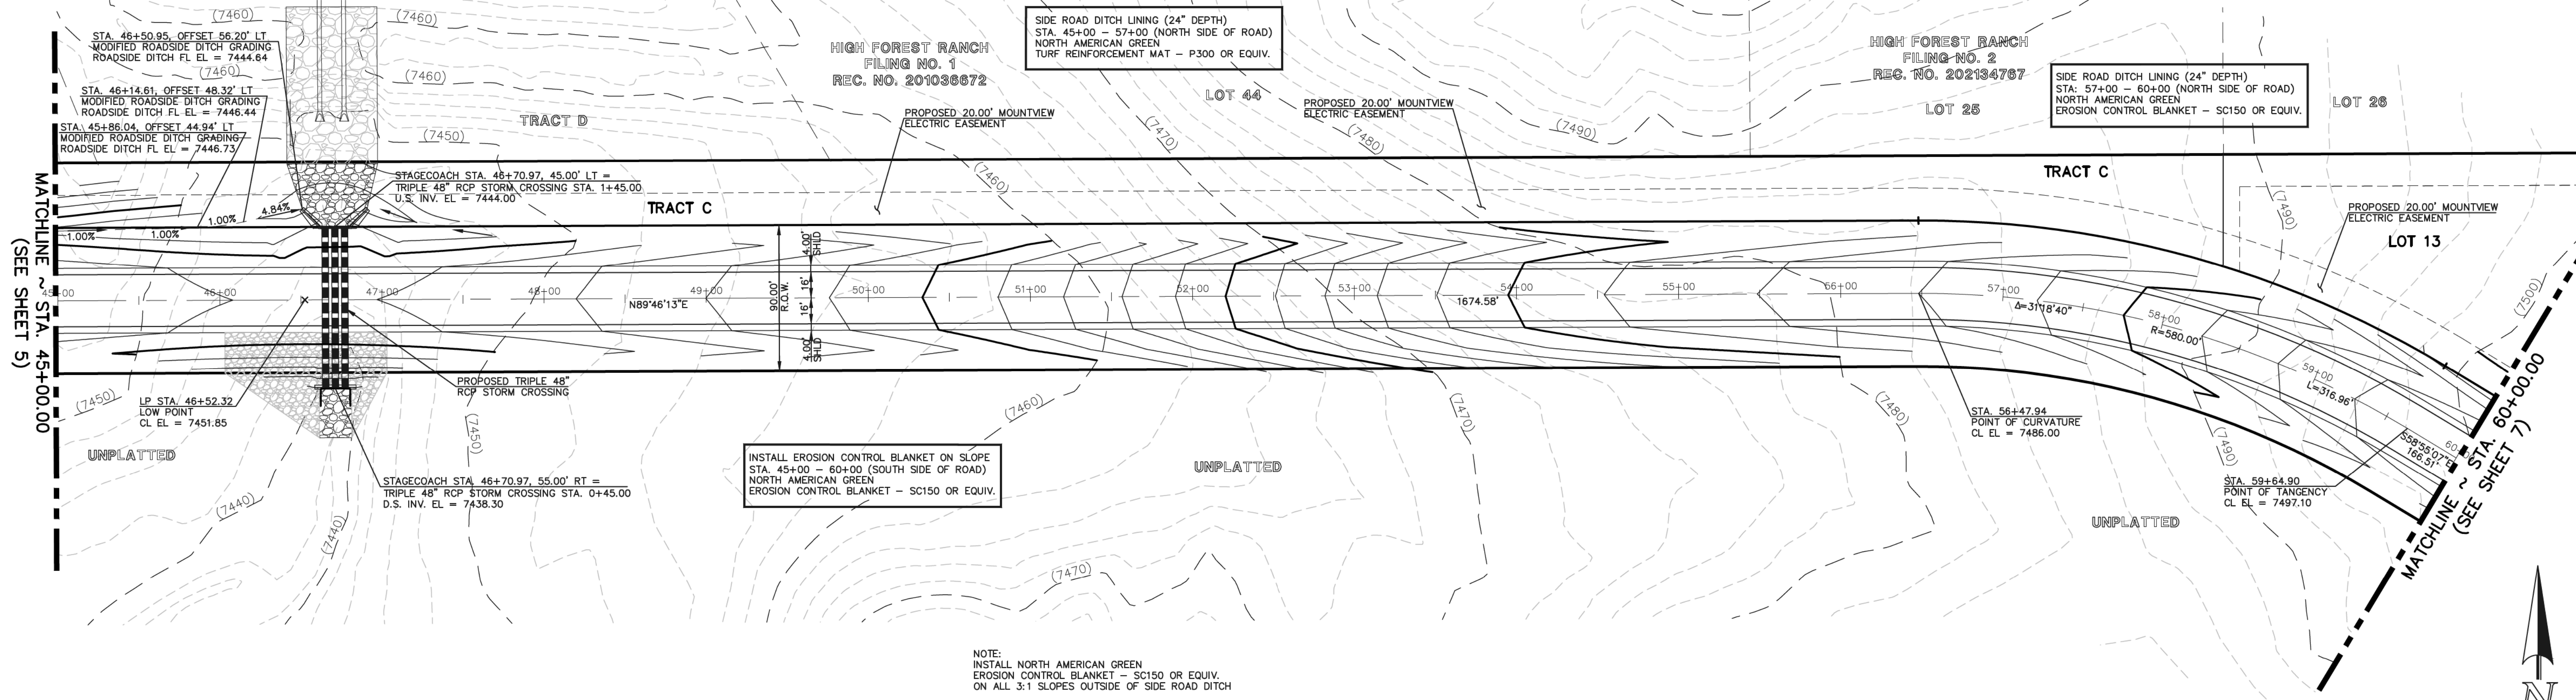 (7460)
(7460)
STA. 46+50.95, OFFSET 56.20' LT
MODIFIED ROADSIDE DITCH GRADING
ROADSIDE DITCH FL EL = 7444.64
(7460)
(7460)
STA. 46+14.61, OFFSET 48.32' LT
MODIFIED ROADSIDE DITCH GRADING
ROADSIDE DITCH FL EL = 7446.44
STA. 45+86.04, OFFSET 44.94' LT
MODIFIED ROADSIDE DITCH GRADING
ROADSIDE DITCH FL EL = 7446.73
(7450)
TRACT D
HIGH FOREST RANCH
FILING NO. 1
REC. NO. 201036672
SIDE ROAD DITCH LINING (24" DEPTH)
STA. 45+00 – 57+00 (NORTH SIDE OF ROAD)
NORTH AMERICAN GREEN
TURF REINFORCEMENT MAT – P300 OR EQUIV.
LOT 44
PROPOSED 20.00' MOUNTVIEW
ELECTRIC EASEMENT
PROPOSED 20.00' MOUNTVIEW
ELECTRIC EASEMENT
(7460)
(7470)
(7480)
(7490)
HIGH FOREST RANCH
FILING NO. 2
REC. NO. 202134767
LOT 25
SIDE ROAD DITCH LINING (24" DEPTH)
STA: 57+00 – 60+00 (NORTH SIDE OF ROAD)
NORTH AMERICAN GREEN
EROSION CONTROL BLANKET – SC150 OR EQUIV.
LOT 26
TRACT C
TRACT C
(7490)
PROPOSED 20.00' MOUNTVIEW
ELECTRIC EASEMENT
LOT 13
(7500)
STAGECOACH STA. 46+70.97, 45.00' LT =
TRIPLE 48" RCP STORM CROSSING STA. 1+45.00
U.S. INV. EL = 7444.00
1.00%
1.00%
1.00%
4.84%
MATCHLINE ~ STA. 45+00.00
(SEE SHEET 5)
45+00
46+00
47+00
48+00
49+00
50+00
51+00
52+00
53+00
54+00
55+00
56+00
57+00
58+00
59+00
N89°46'13"E
90.00'
R.O.W.
4.00'
SHLD
16'
16'
4.00'
SHLD
1674.58'
Δ=31°18'40"
R=580.00'
L=316.96'
S58°55'07"E
166.51'
MATCHLINE ~ STA. 60+00.00
(SEE SHEET 7)
PROPOSED TRIPLE 48"
RCP STORM CROSSING
LP STA. 46+52.32
LOW POINT
CL EL = 7451.85
(7450)
(7450)
UNPLATTED
STAGECOACH STA. 46+70.97, 55.00' RT =
TRIPLE 48" RCP STORM CROSSING STA. 0+45.00
D.S. INV. EL = 7438.30
(7440)
(7440)
INSTALL EROSION CONTROL BLANKET ON SLOPE
STA. 45+00 – 60+00 (SOUTH SIDE OF ROAD)
NORTH AMERICAN GREEN
EROSION CONTROL BLANKET – SC150 OR EQUIV.
(7460)
(7470)
(7470)
UNPLATTED
(7480)
STA. 56+47.94
POINT OF CURVATURE
CL EL = 7486.00
(7490)
STA. 59+64.90
POINT OF TANGENCY
CL EL = 7497.10
UNPLATTED
NOTE:
INSTALL NORTH AMERICAN GREEN
EROSION CONTROL BLANKET – SC150 OR EQUIV.
ON ALL 3:1 SLOPES OUTSIDE OF SIDE ROAD DITCH
N